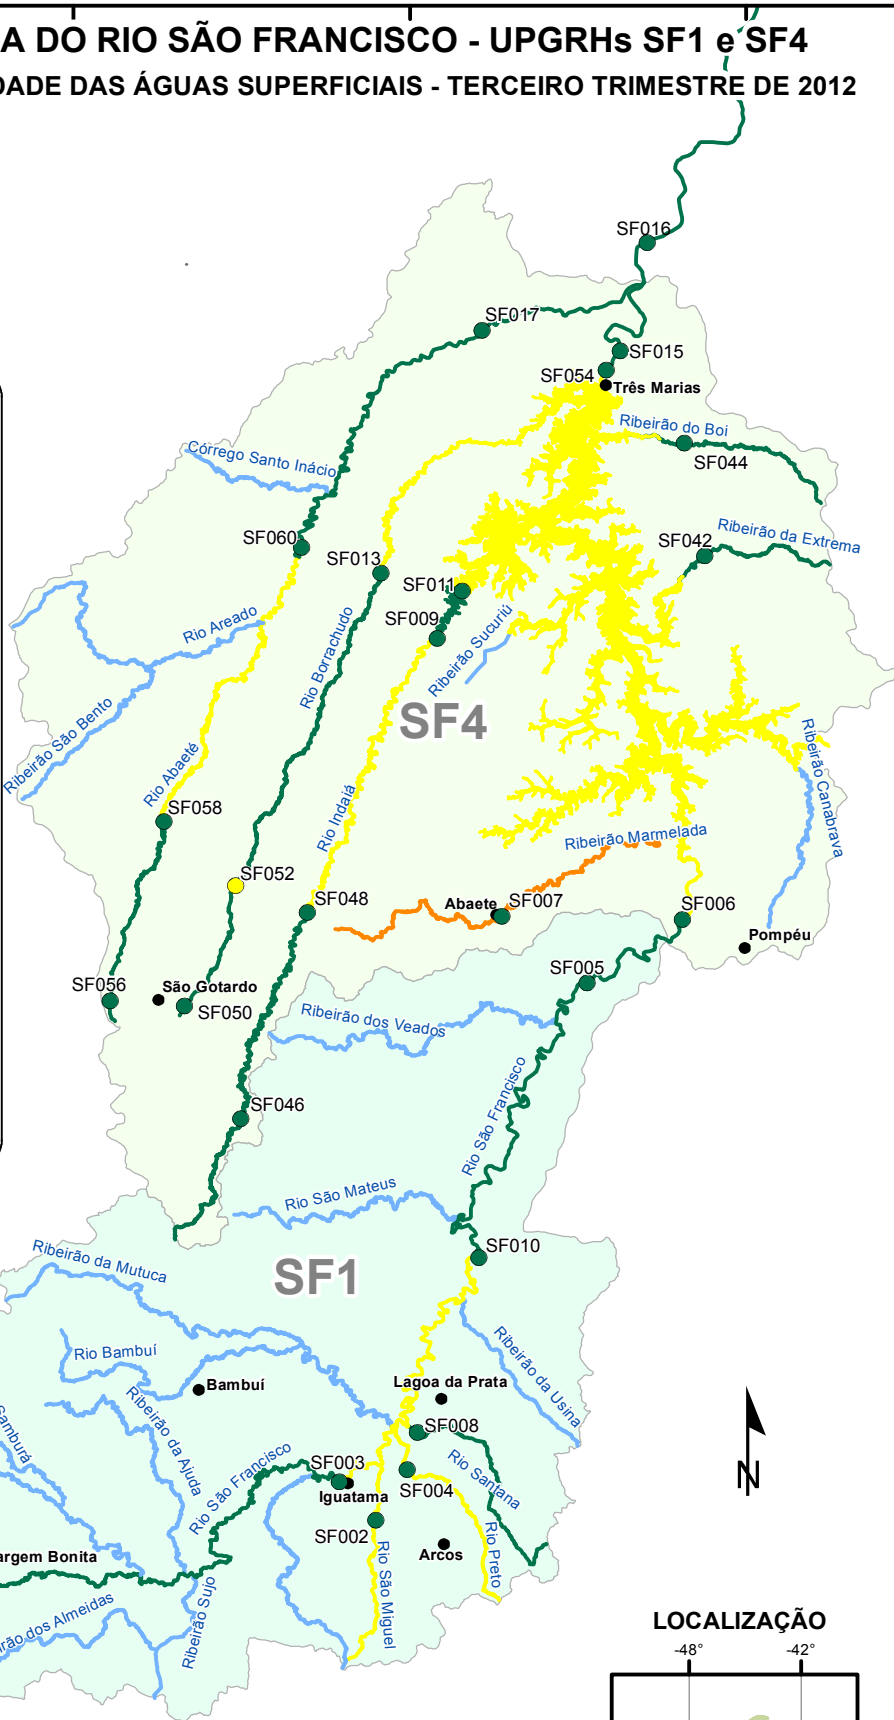 A DO RIO SÃO FRANCISCO - UPGRHs SF1 e SF4
DADE DAS ÁGUAS SUPERFICIAIS - TERCEIRO TRIMESTRE DE 2012
SF016
SF017
SF015
SF054
Três Marias
Ribeirão do Boi
SF044
Córrego Santo Inácio
SF060
SF013
SF042
Ribeirão da Extrema
SF011
SF009
Rio Areado
Rio Borrachudo
Ribeirão Sucuriú
SF4
Ribeirão São Bento
Rio Abaeté
Rio Indaiá
Ribeirão Canabrava
SF058
Ribeirão Marmelada
SF052
SF048
Abaete
SF007
SF006
Pompéu
SF005
SF056
São Gotardo
SF050
Ribeirão dos Veados
Rio São Francisco
SF046
Rio São Mateus
SF010
Ribeirão da Mutuca
SF1
Rio Bambuí
Bambuí
Ribeirão da Usina
Lagoa da Prata
Ribeirão da Ajuda
SF008
Samburá
Rio São Francisco
SF003
Rio Santana
Iguatama
SF004
SF002
Arcos
Rio Preto
Rio São Miguel
argem Bonita
Ribeirão Sujo
irão dos Almeidas
N
LOCALIZAÇÃO
-48°
-42°